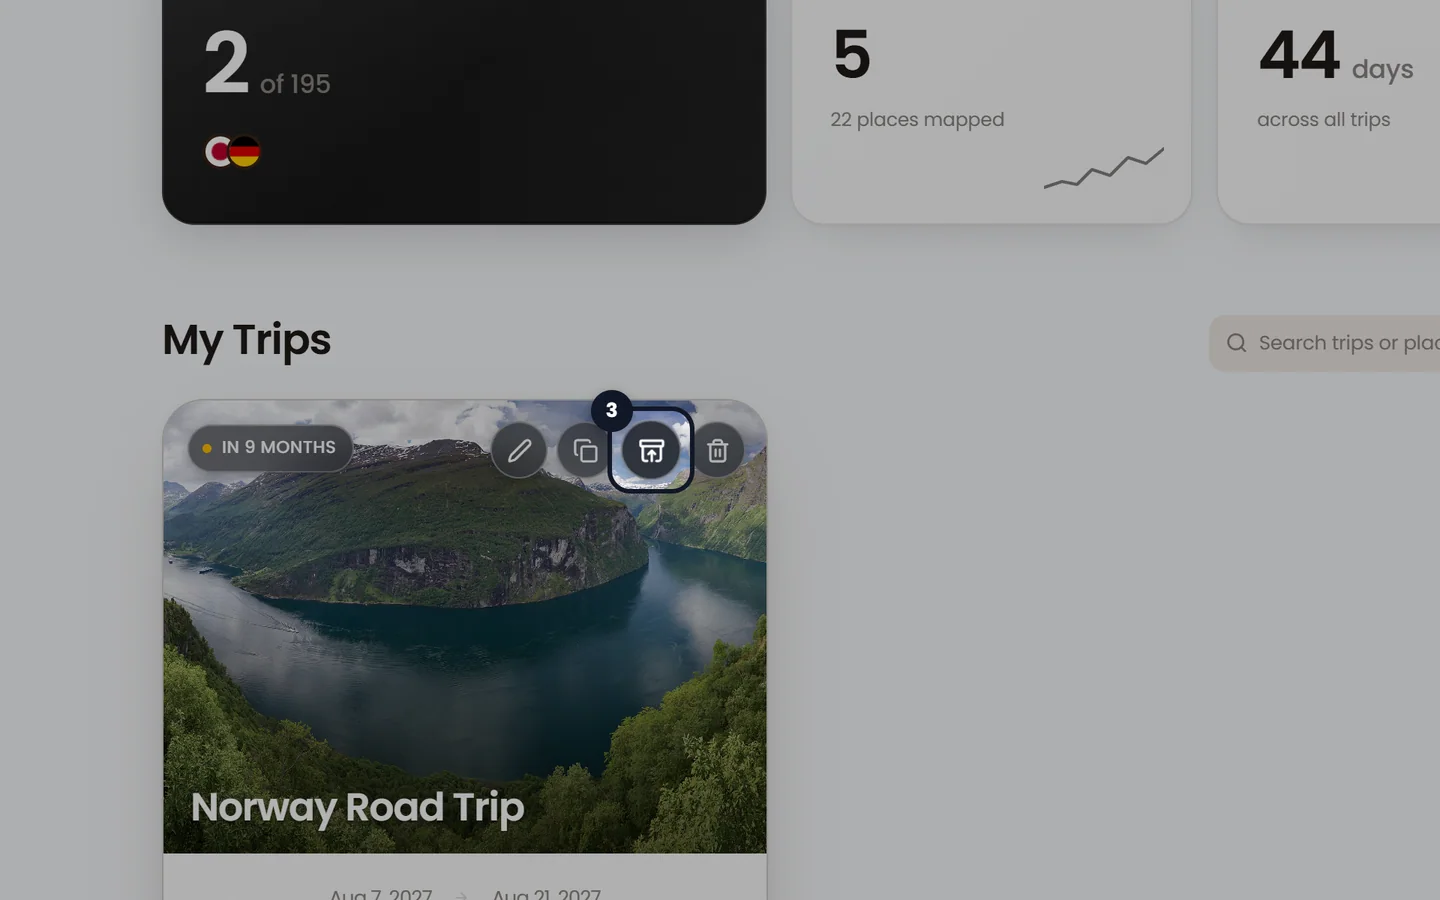 2 of 195
5
22 places mapped
44 days
across all trips
My Trips
Search trips or plac
3
IN 9 MONTHS
Norway Road Trip
Aug 7, 2027 → Aug 21, 2027